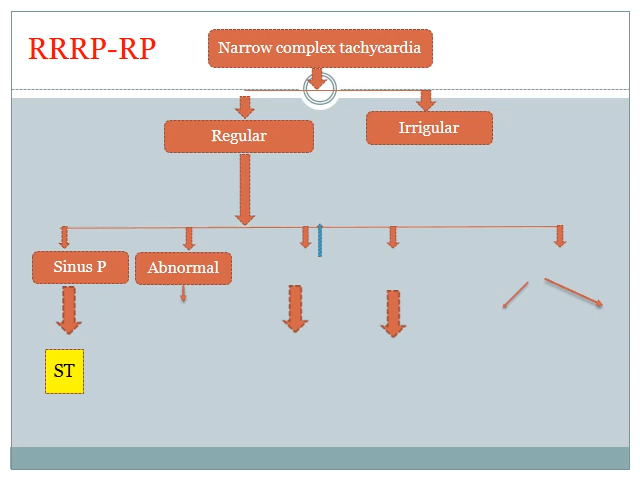 RRRP-RP
Narrow complex tachycardia
Regular
Irrigular
Sinus P
Abnormal
ST